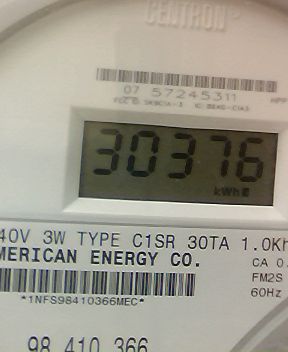 CENTRON
07 57245311
30376
kWh
40V 3W TYPE C1SR 30TA 1.0Kh
MERICAN ENERGY CO.
CA 0.
FM2S
*1NFS98410366MEC*
60Hz
98 410 366